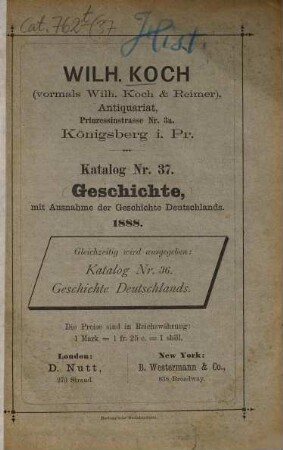 Cat. 762 t(37
Hist.
WILH. KOCH
(vormals Wilh. Koch & Reimer),
Antiquariat,
Prinzessinstrasse Nr. 3a.
Königsberg i. Pr.
Katalog Nr. 37.
Geschichte,
mit Ausnahme der Geschichte Deutschlands.
1888.
Gleichzeitig wird ausgegeben:
Katalog Nr. 36.
Geschichte Deutschlands.
Die Preise sind in Reichswährung:
1 Mark = 1 fr. 25 c. = 1 shill.
London:
D. Nutt,
270 Strand.
New York:
B. Westermann & Co.,
838 Broadway.